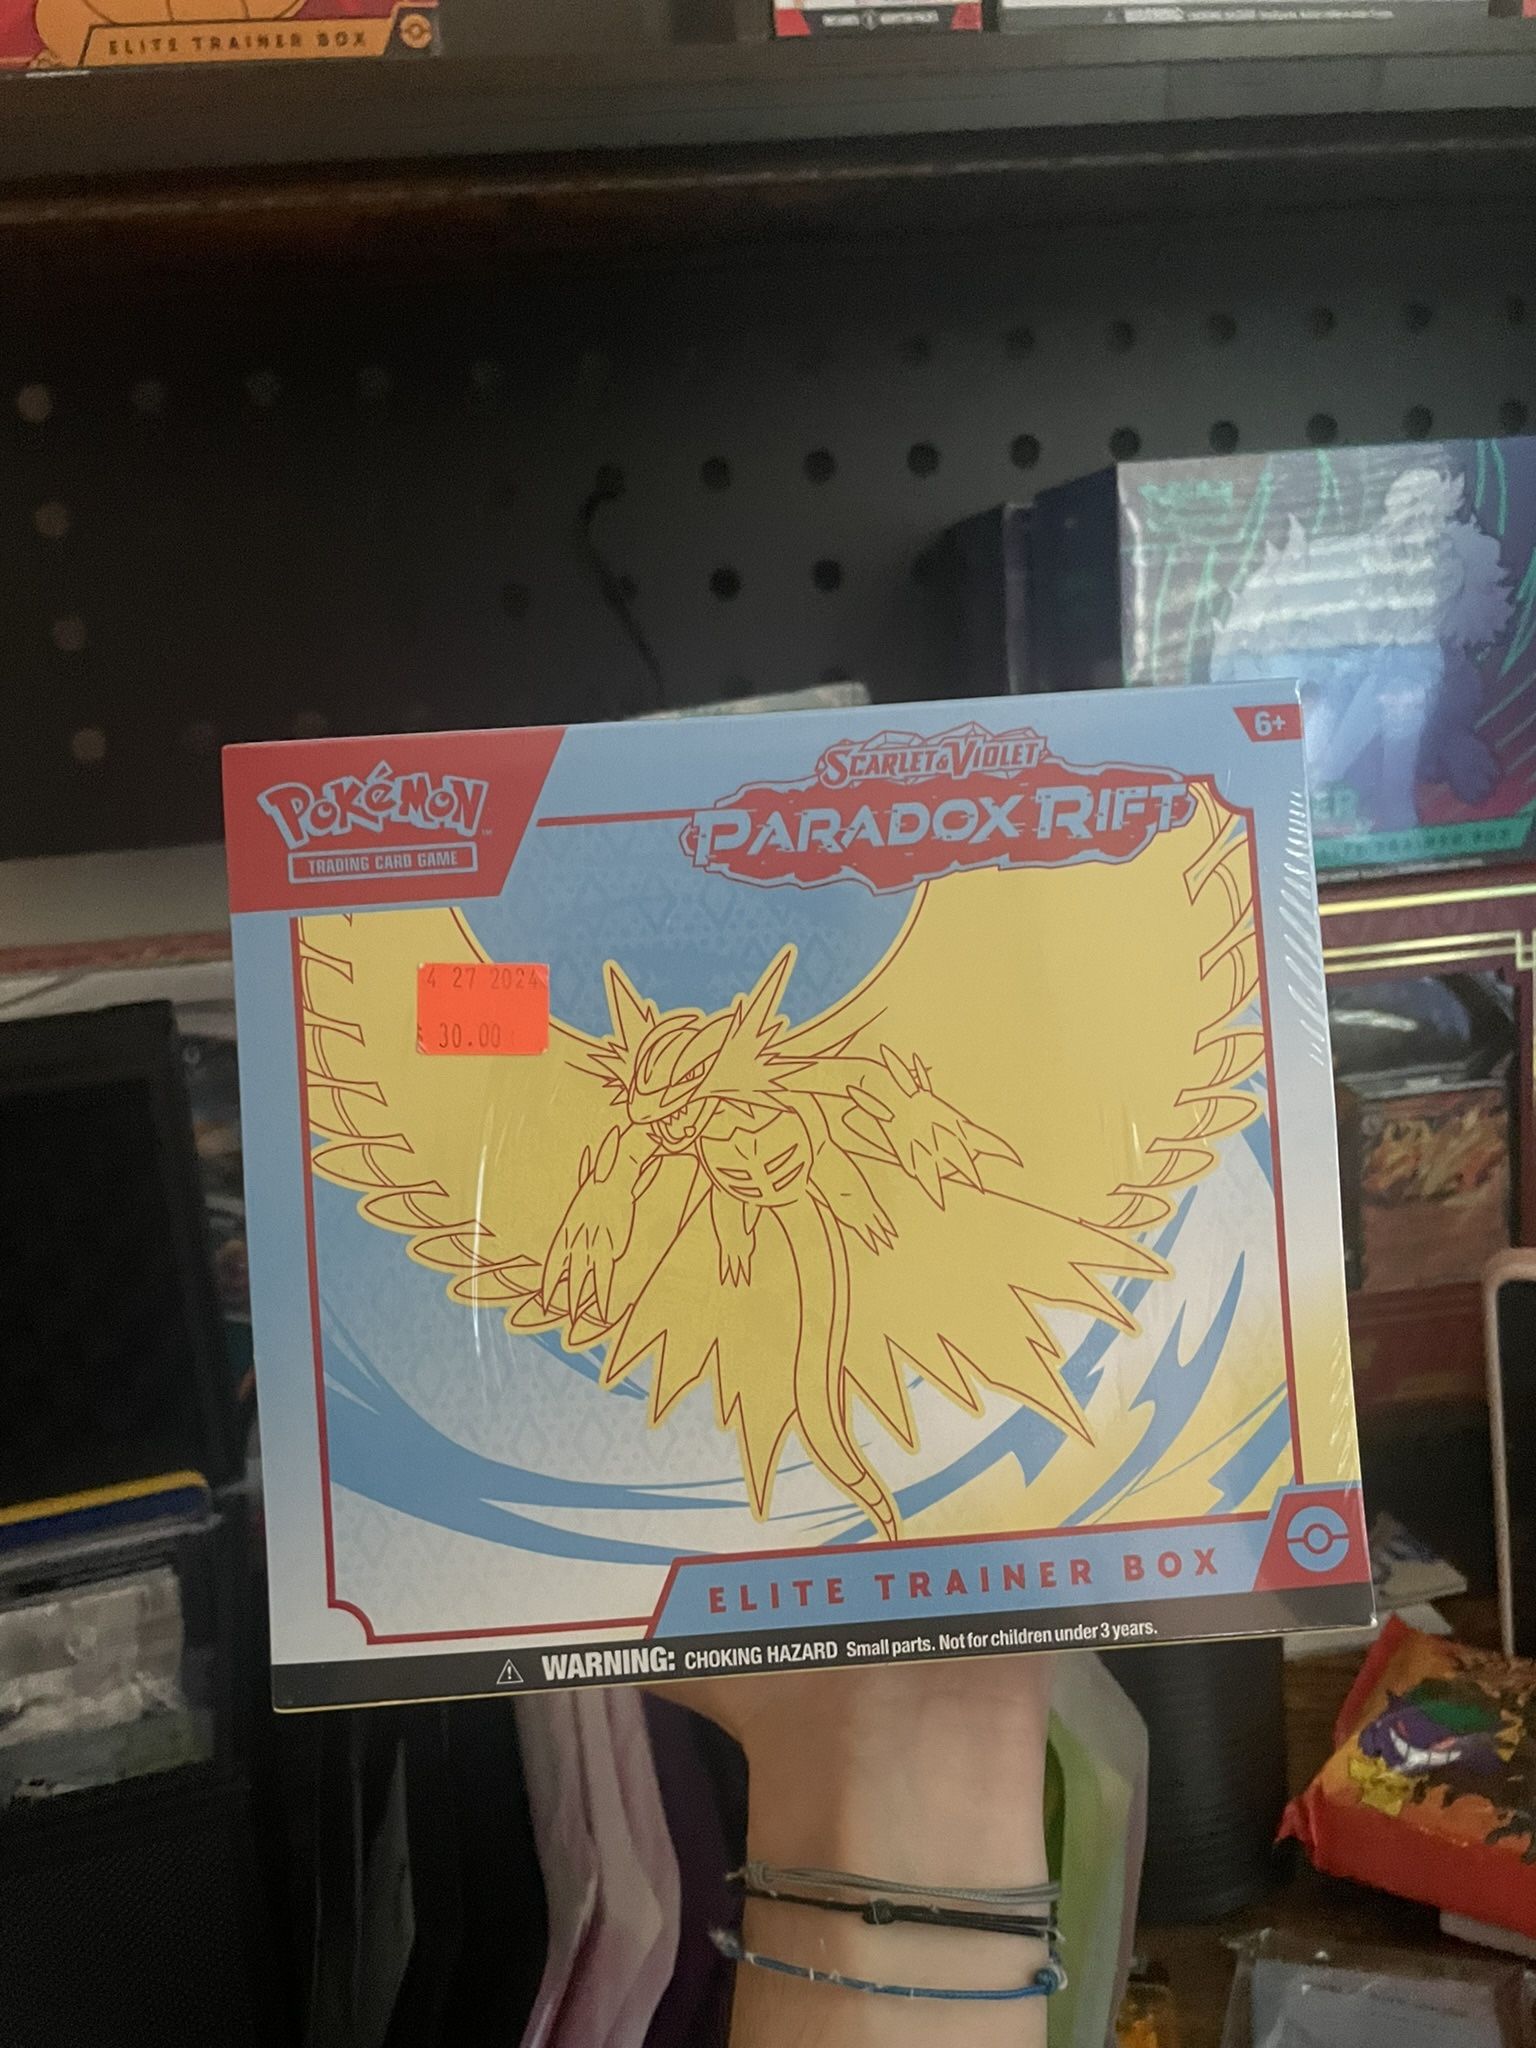 ELITE TRAINER BOX
Pokémon
TRADING CARD GAME
SCARLET & VIOLET
PARADOX RIFT
6+
4 27 2024
$ 30.00
ELITE TRAINER BOX
WARNING: CHOKING HAZARD Small parts. Not for children under 3 years.